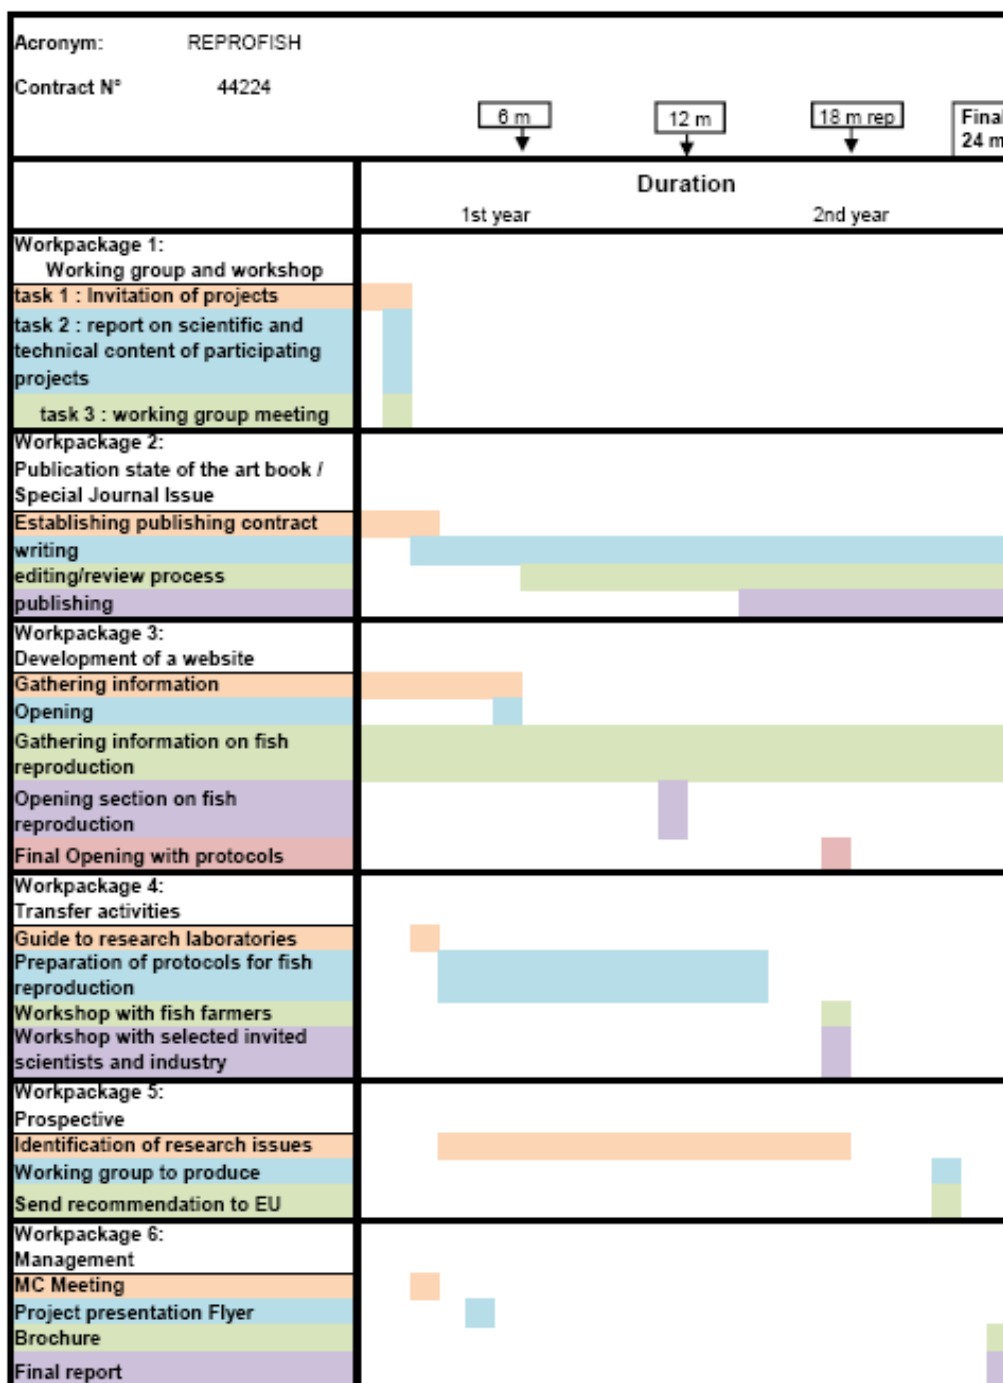 Acronym: REPROFISH
Contract N° 44224
6 m 12 m 18 m rep Final
24 m
Duration
1st year 2nd year
Workpackage 1:
Working group and workshop
task 1 : Invitation of projects
task 2 : report on scientific and
technical content of participating
projects
task 3 : working group meeting
Workpackage 2:
Publication state of the art book /
Special Journal Issue
Establishing publishing contract
writing
editing/review process
publishing
Workpackage 3:
Development of a website
Gathering information
Opening
Gathering information on fish
reproduction
Opening section on fish
reproduction
Final Opening with protocols
Workpackage 4:
Transfer activities
Guide to research laboratories
Preparation of protocols for fish
reproduction
Workshop with fish farmers
Workshop with selected invited
scientists and industry
Workpackage 5:
Prospective
Identification of research issues
Working group to produce
Send recommendation to EU
Workpackage 6:
Management
MC Meeting
Project presentation Flyer
Brochure
Final report